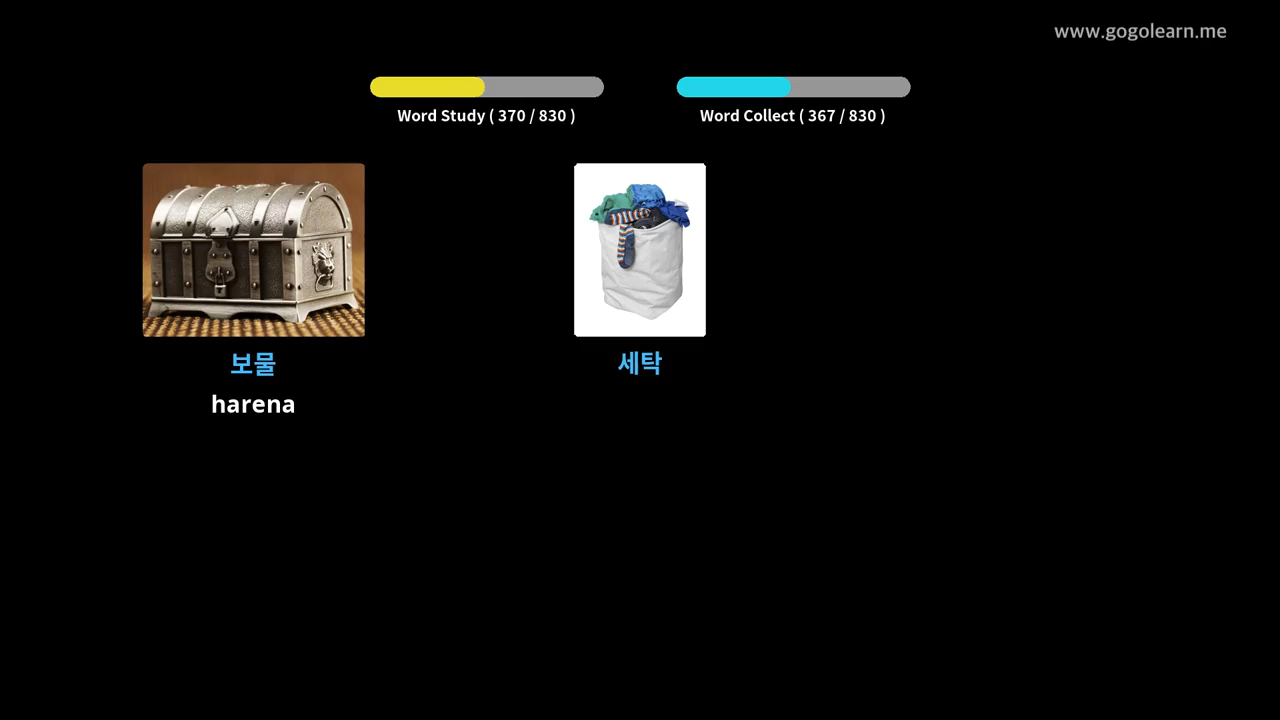 www.gogolearn.me
Word Study ( 370 / 830 )
Word Collect ( 367 / 830 )
보물
세탁
harena